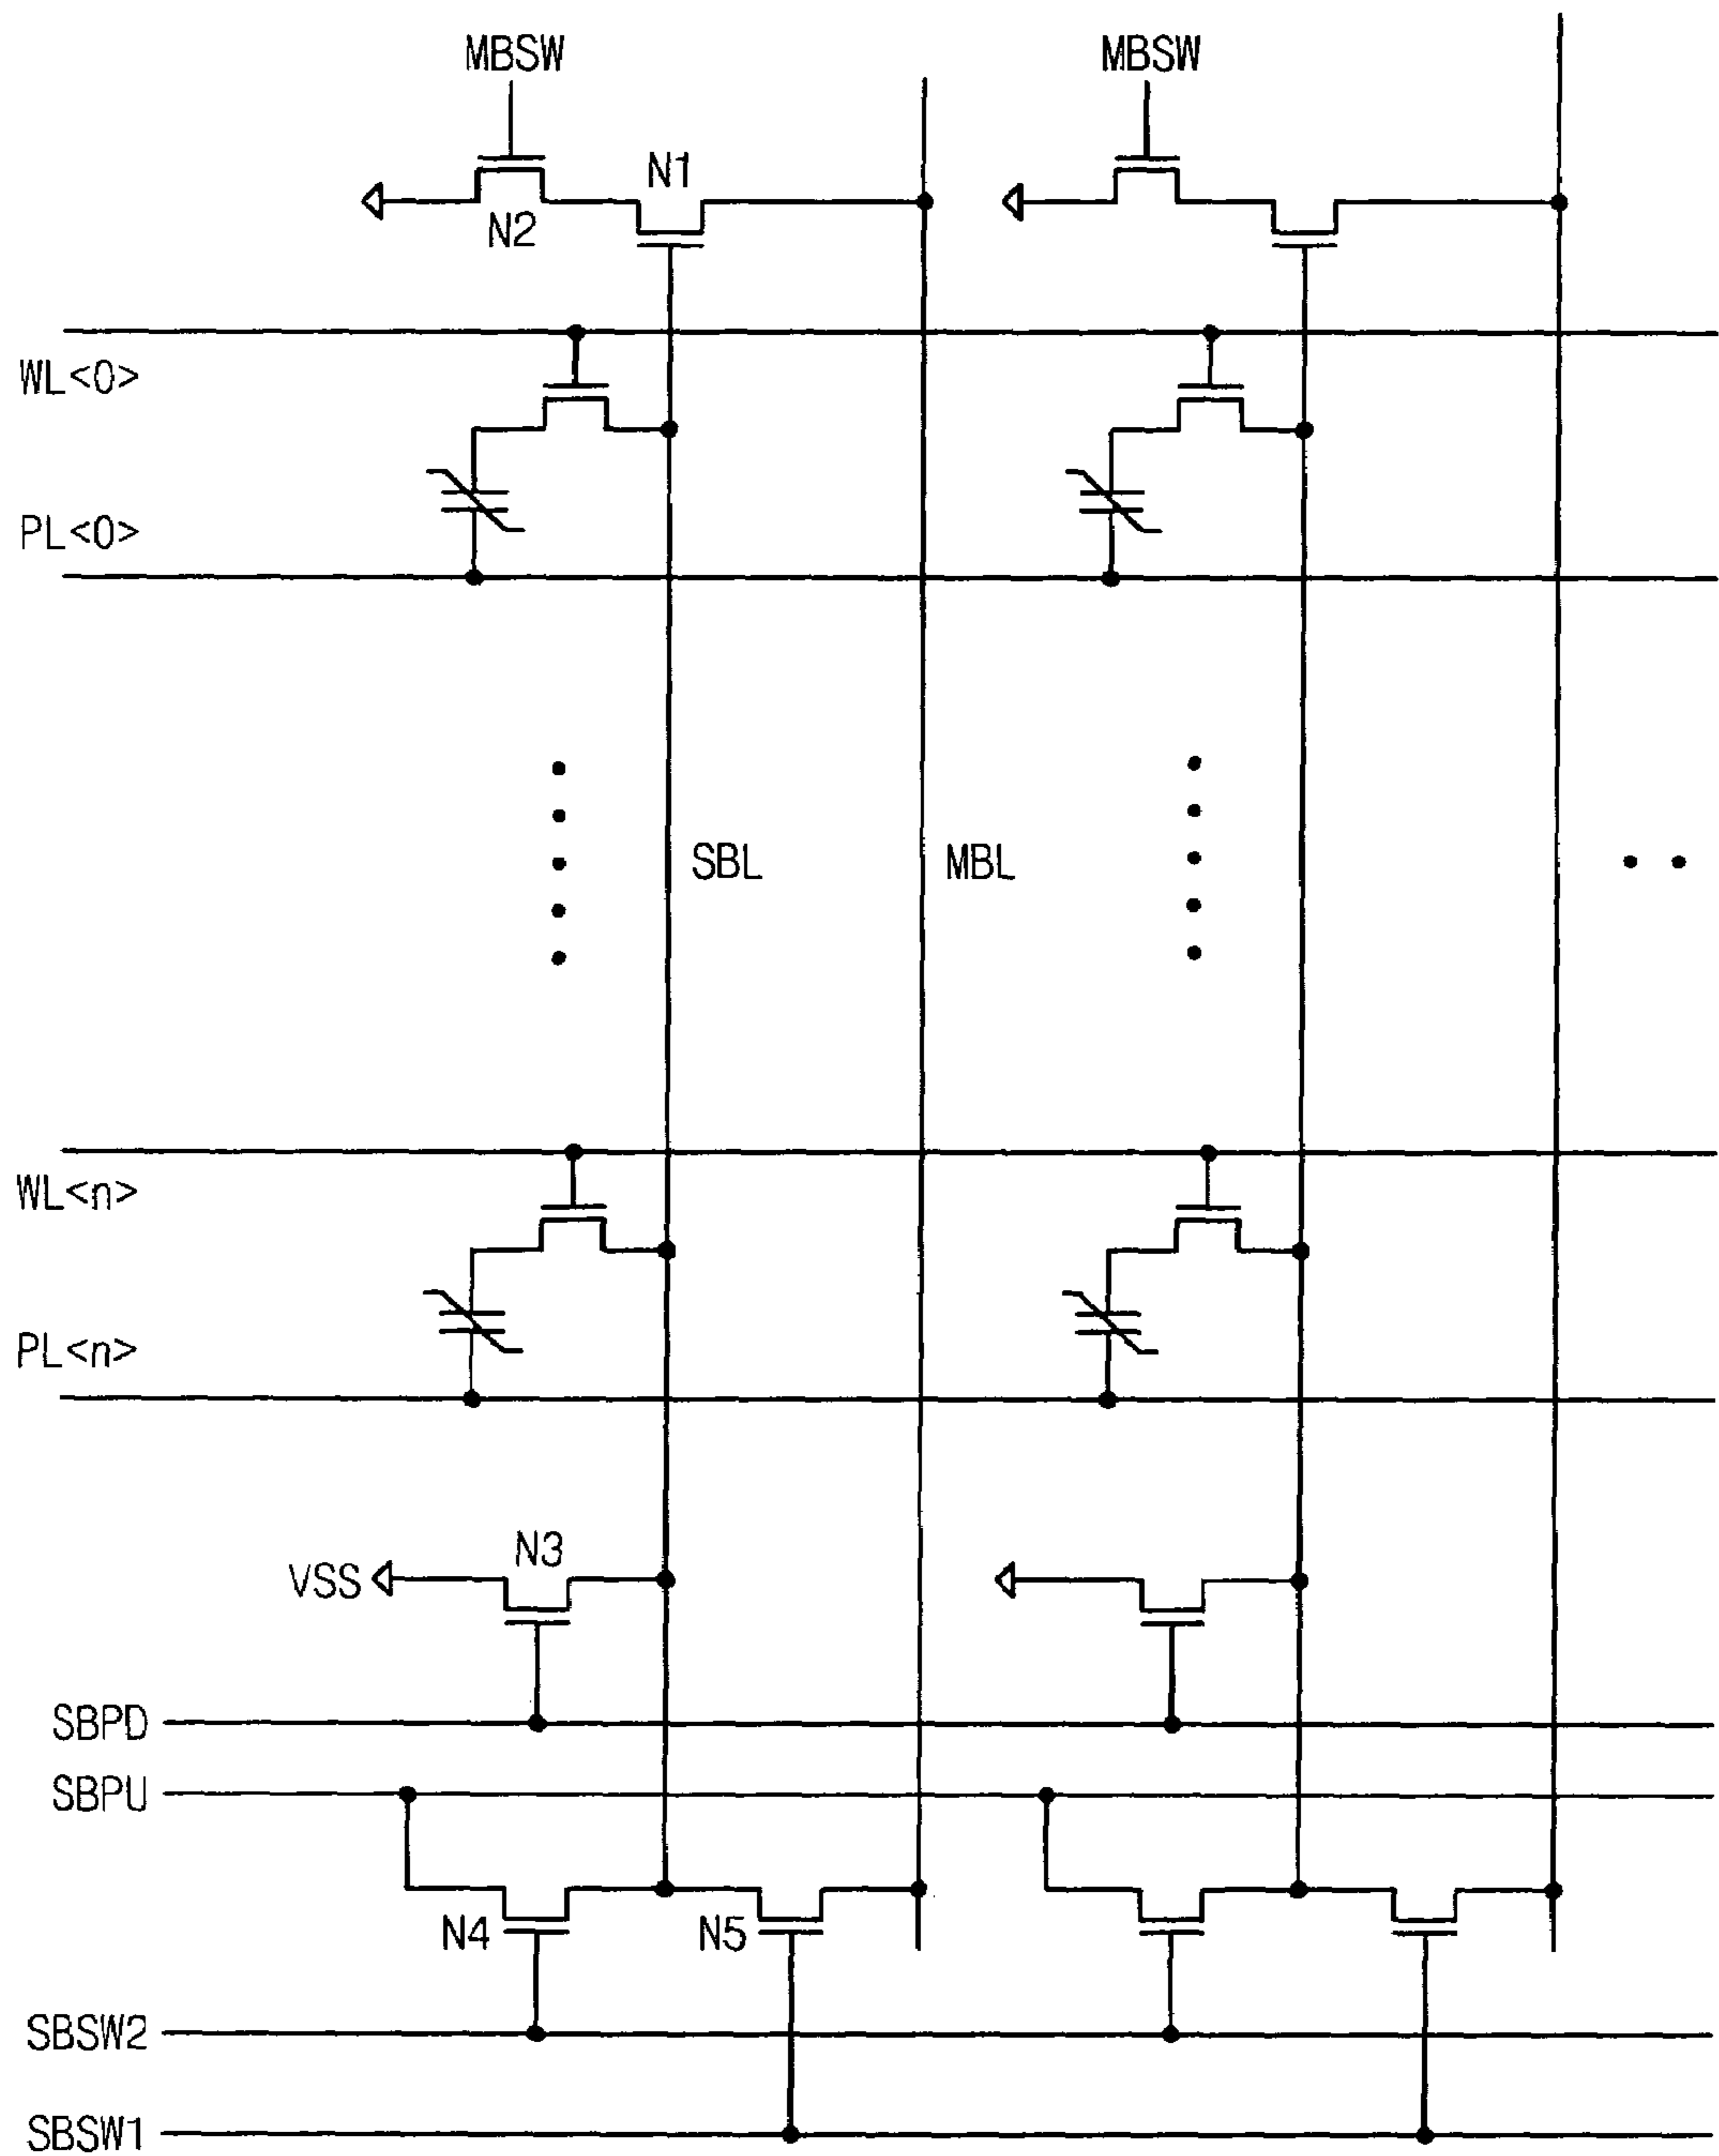 MBSW MBSW
N1
N2
WL<0>
PL<0>
SBL MBL
WL<n>
PL<n>
N3
VSS
SBPD
SBPU
N4 N5
SBSW2
SBSW1